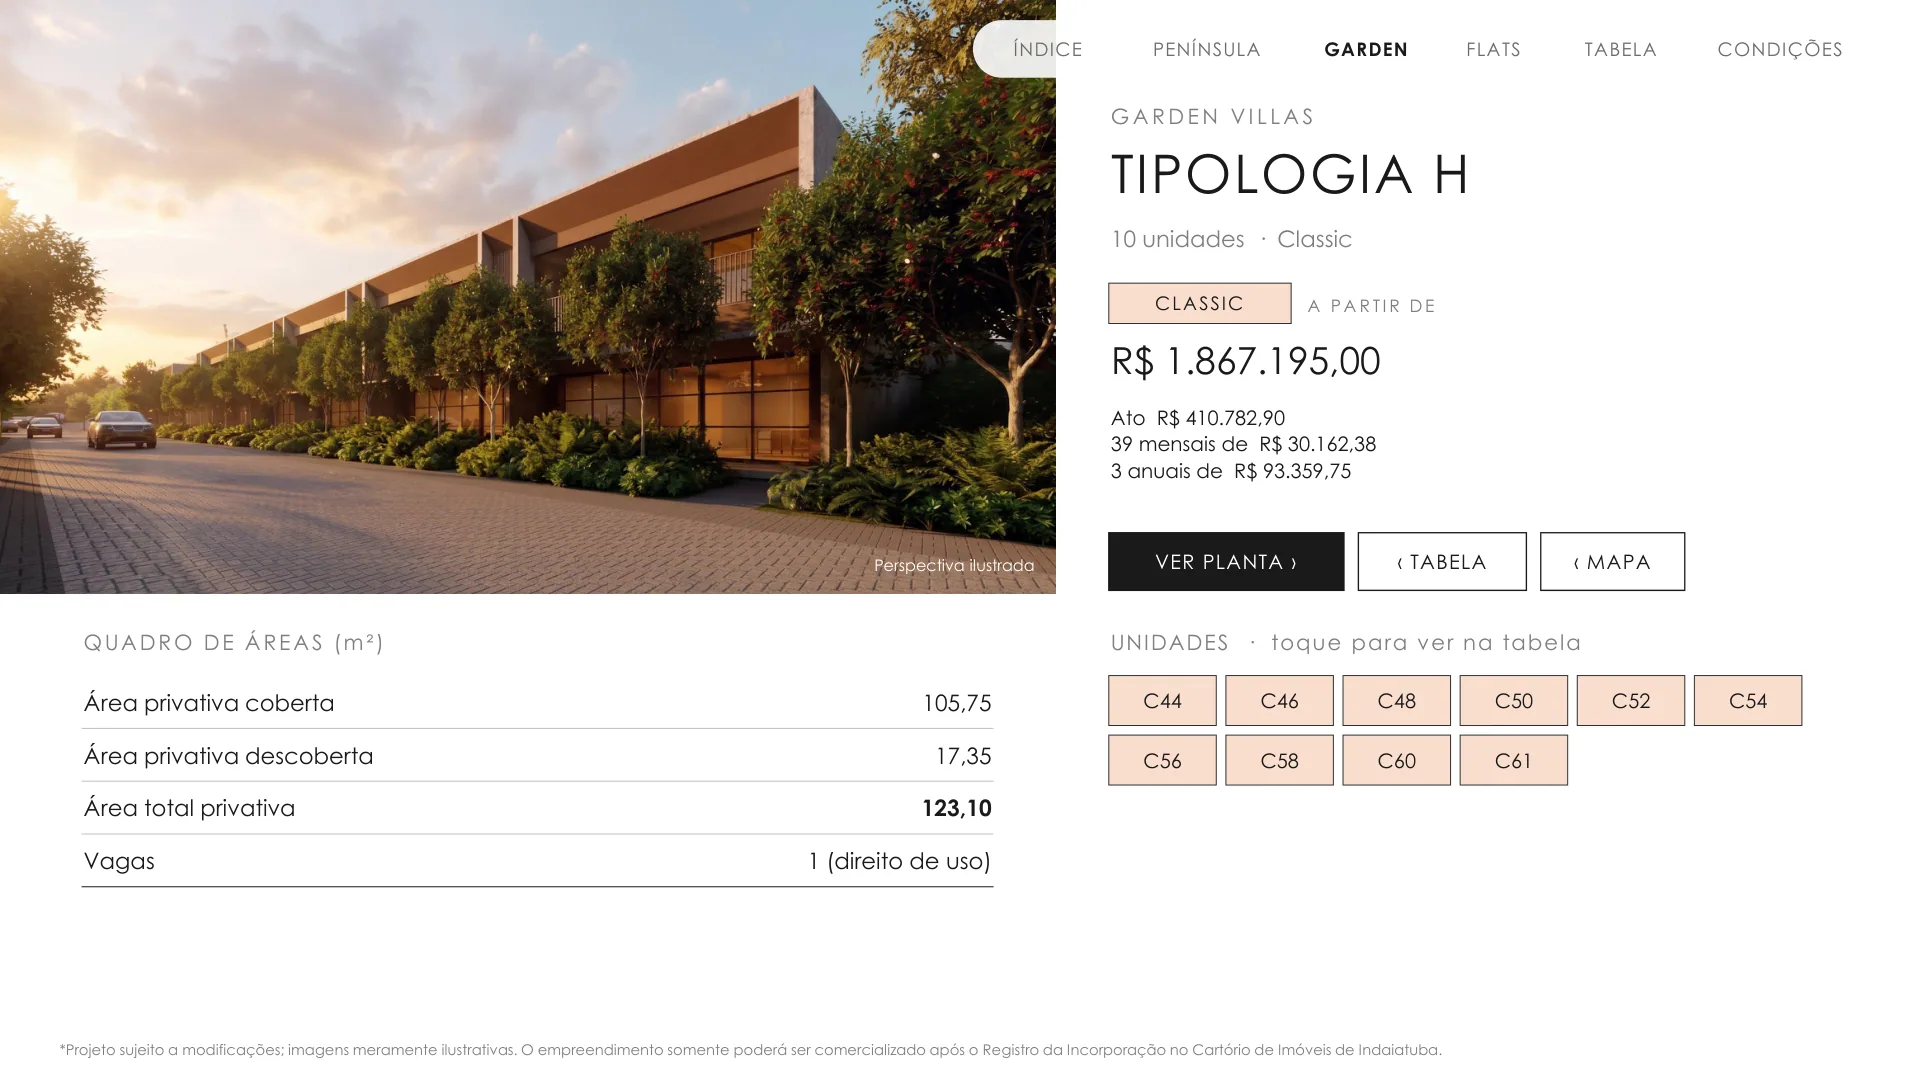 ÍNDICE PENÍNSULA GARDEN FLATS TABELA CONDIÇÕES
GARDEN VILLAS
TIPOLOGIA H
10 unidades · Classic
CLASSIC A PARTIR DE
R$ 1.867.195,00
Ato R$ 410.782,90
39 mensais de R$ 30.162,38
3 anuais de R$ 93.359,75
VER PLANTA › ‹ TABELA ‹ MAPA
Perspectiva ilustrada
QUADRO DE ÁREAS (m²)
Área privativa coberta 105,75
Área privativa descoberta 17,35
Área total privativa 123,10
Vagas 1 (direito de uso)
UNIDADES · toque para ver na tabela
C44 C46 C48 C50 C52 C54
C56 C58 C60 C61
*Projeto sujeito a modificações; imagens meramente ilustrativas. O empreendimento somente poderá ser comercializado após o Registro da Incorporação no Cartório de Imóveis de Indaiatuba.